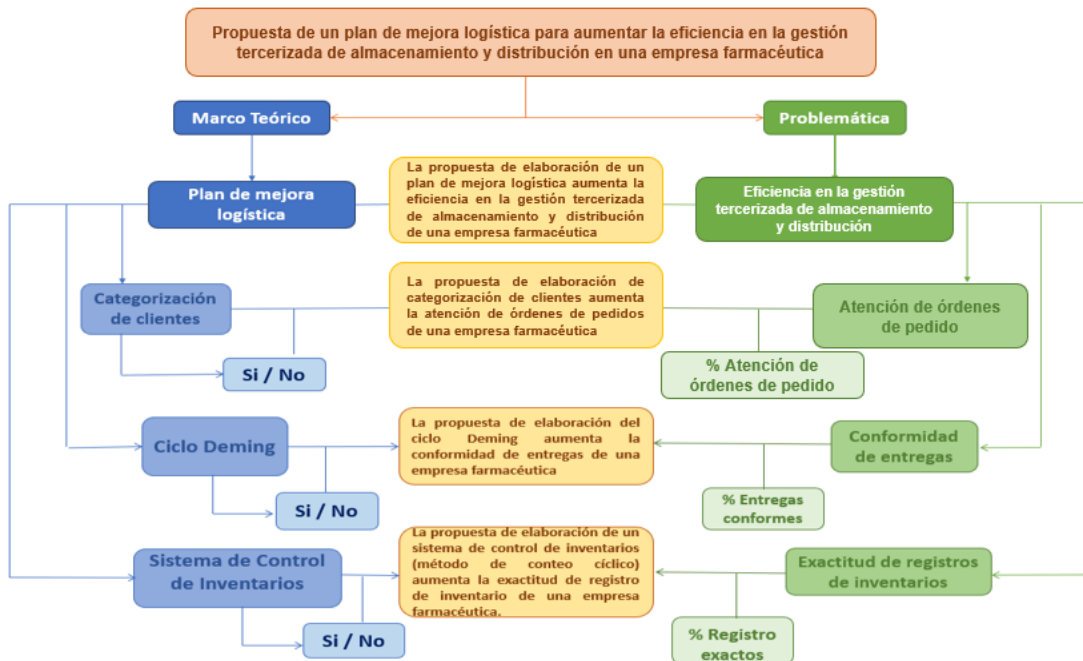 Propuesta de un plan de mejora logística para aumentar la eficiencia en la gestión
tercerizada de almacenamiento y distribución en una empresa farmacéutica
Marco Teórico
Problemática
Plan de mejora
logística
La propuesta de elaboración de un
plan de mejora logística aumenta la
eficiencia en la gestión tercerizada
de almacenamiento y distribución
de una empresa farmacéutica
Eficiencia en la gestión
tercerizada de almacenamiento
y distribución
Categorización
de clientes
La propuesta de elaboración de
categorización de clientes aumenta
la atención de órdenes de pedidos
de una empresa farmacéutica
Atención de órdenes
de pedido
Si / No
% Atención de
órdenes de pedido
Ciclo Deming
La propuesta de elaboración del
ciclo Deming aumenta la
conformidad de entregas de una
empresa farmacéutica
Conformidad
de entregas
Si / No
% Entregas
conformes
Sistema de Control
de Inventarios
La propuesta de elaboración de un
sistema de control de inventarios
(método de conteo cíclico)
aumenta la exactitud de registro
de inventario de una empresa
farmacéutica.
Exactitud de registros
de inventarios
Si / No
% Registro
exactos